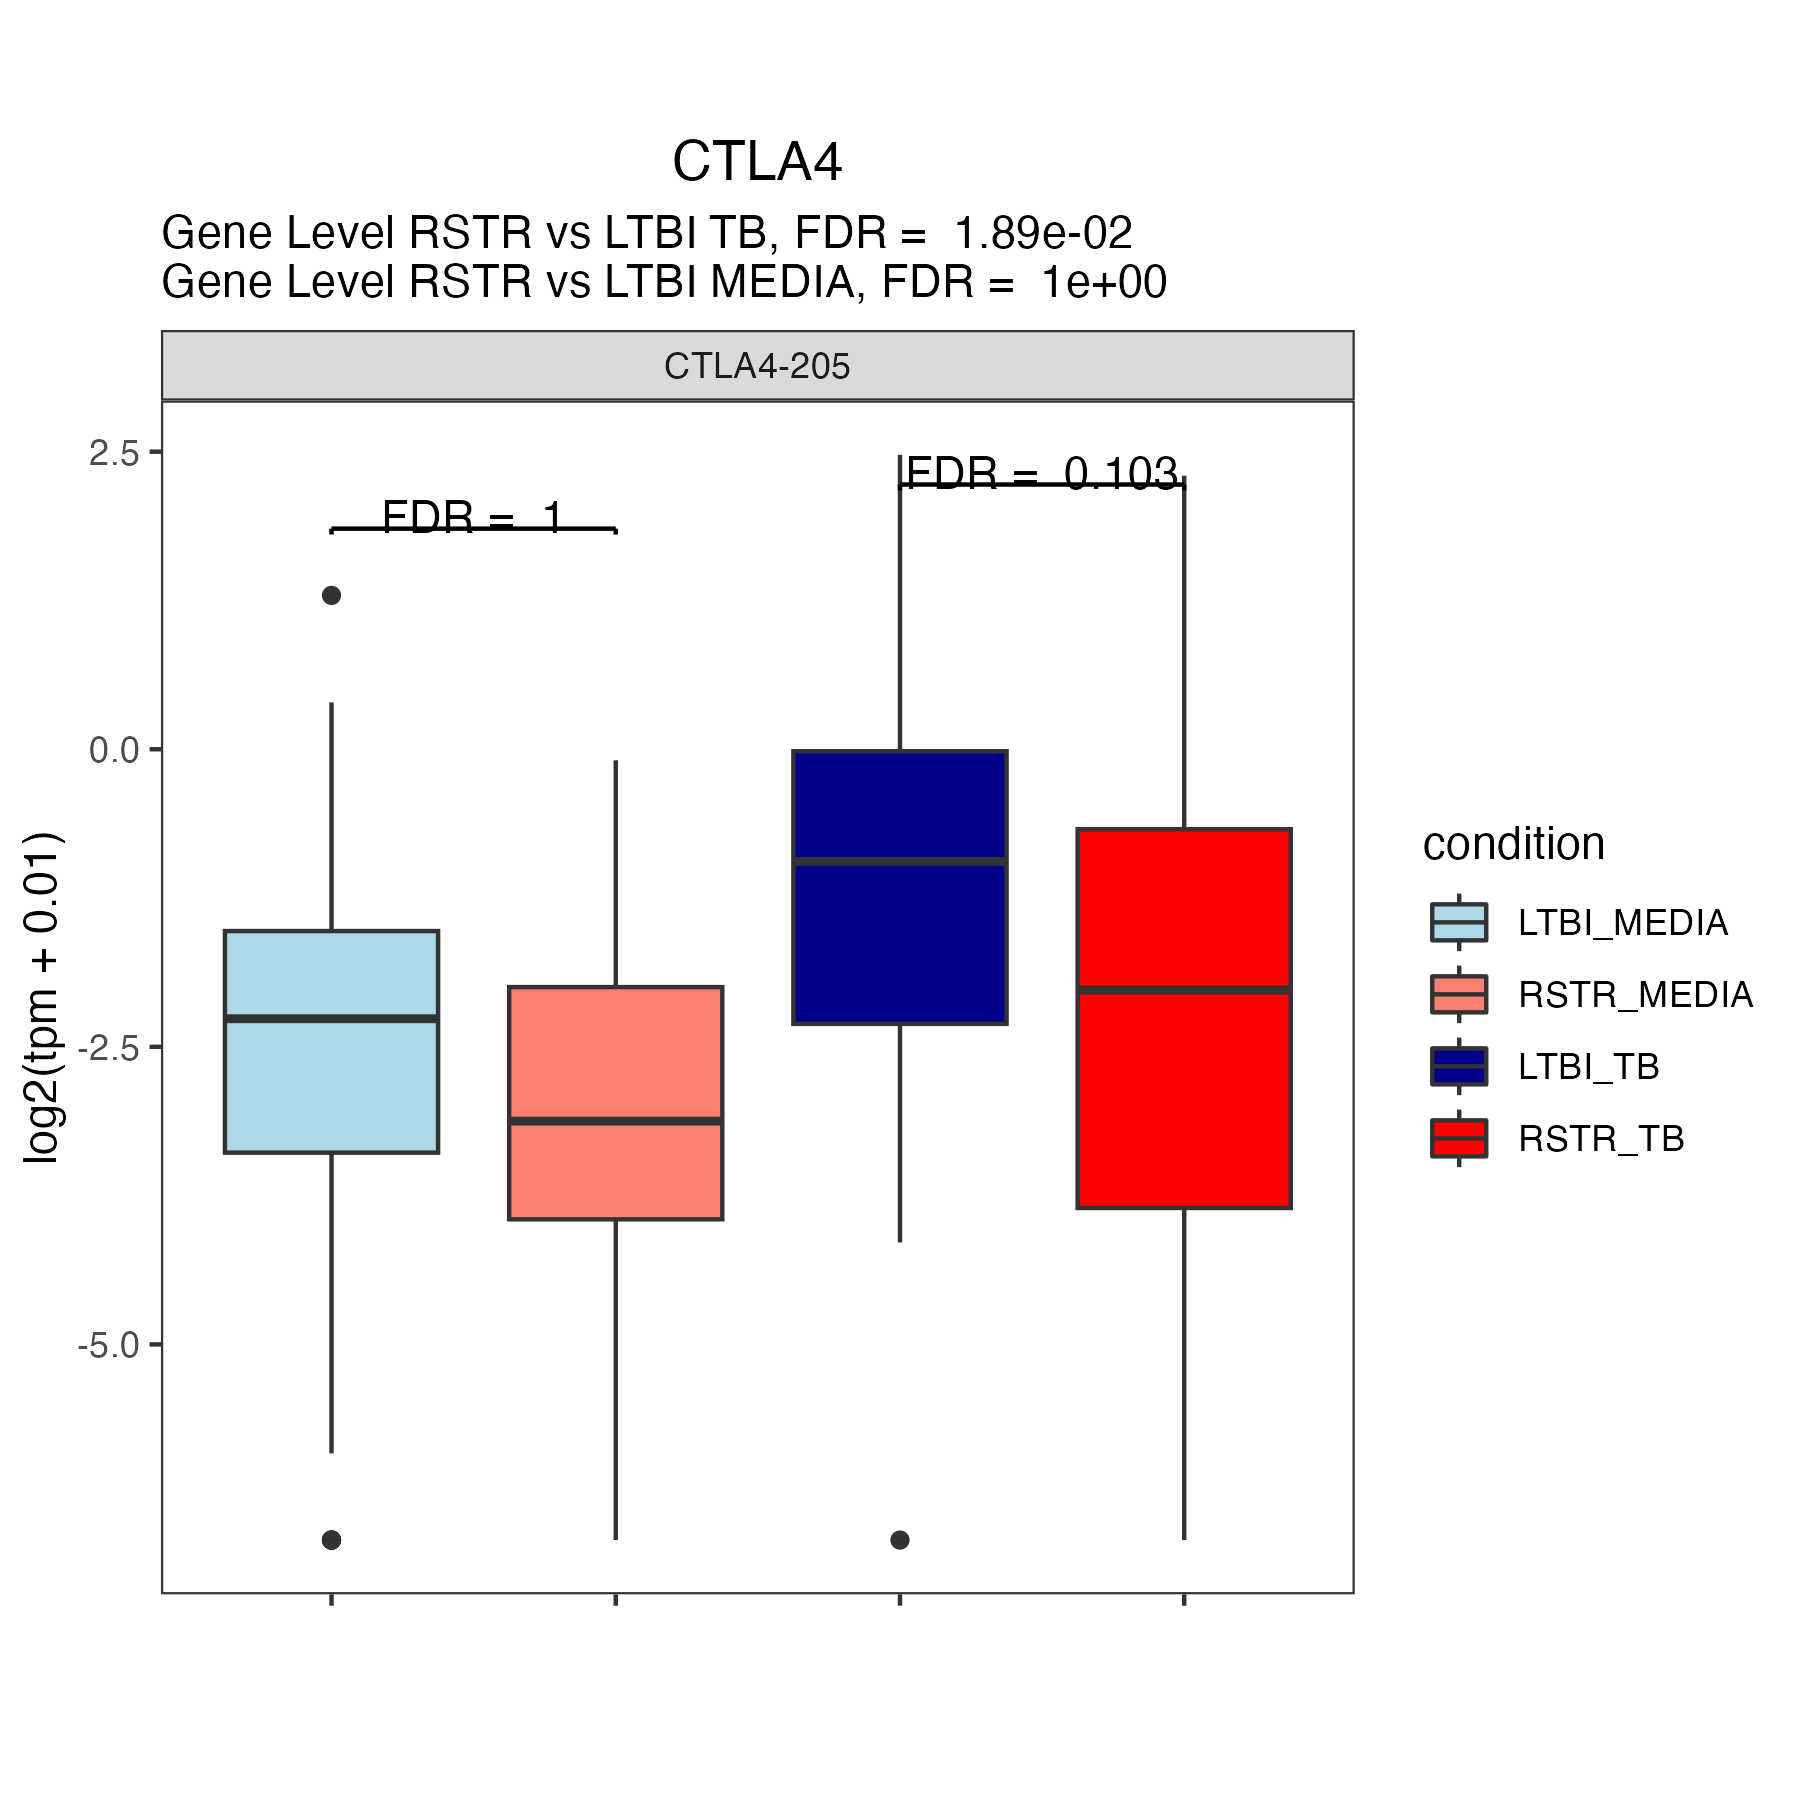 CTLA4
Gene Level RSTR vs LTBI TB, FDR =  1.89e-02
Gene Level RSTR vs LTBI MEDIA, FDR =  1e+00
CTLA4-205
2.5
0.0
-2.5
-5.0
log2(tpm + 0.01)
FDR =  1
FDR =  0.103
condition
LTBI_MEDIA
RSTR_MEDIA
LTBI_TB
RSTR_TB